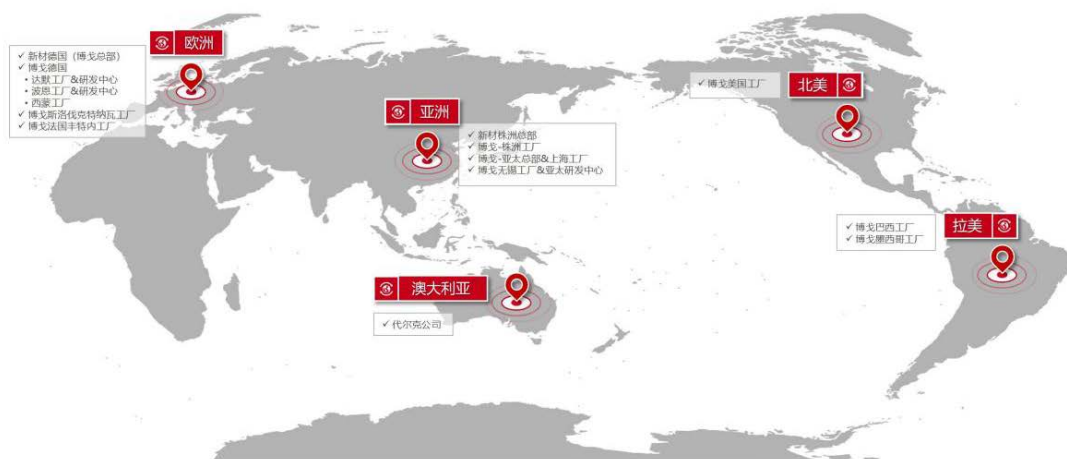 欧洲
✓ 新材德国（博戈总部）
✓ 博戈德国
• 达默工厂&研发中心
• 波恩工厂&研发中心
• 西蒙工厂
✓ 博戈斯洛伐克特纳瓦工厂
✓ 博戈法国丰特内工厂
亚洲
✓ 新材株洲总部
✓ 博戈-株洲工厂
✓ 博戈-亚太总部&上海工厂
✓ 博戈无锡工厂&亚太研发中心
澳大利亚
✓ 代尔克公司
北美
✓ 博戈美国工厂
拉美
✓ 博戈巴西工厂
✓ 博戈墨西哥工厂